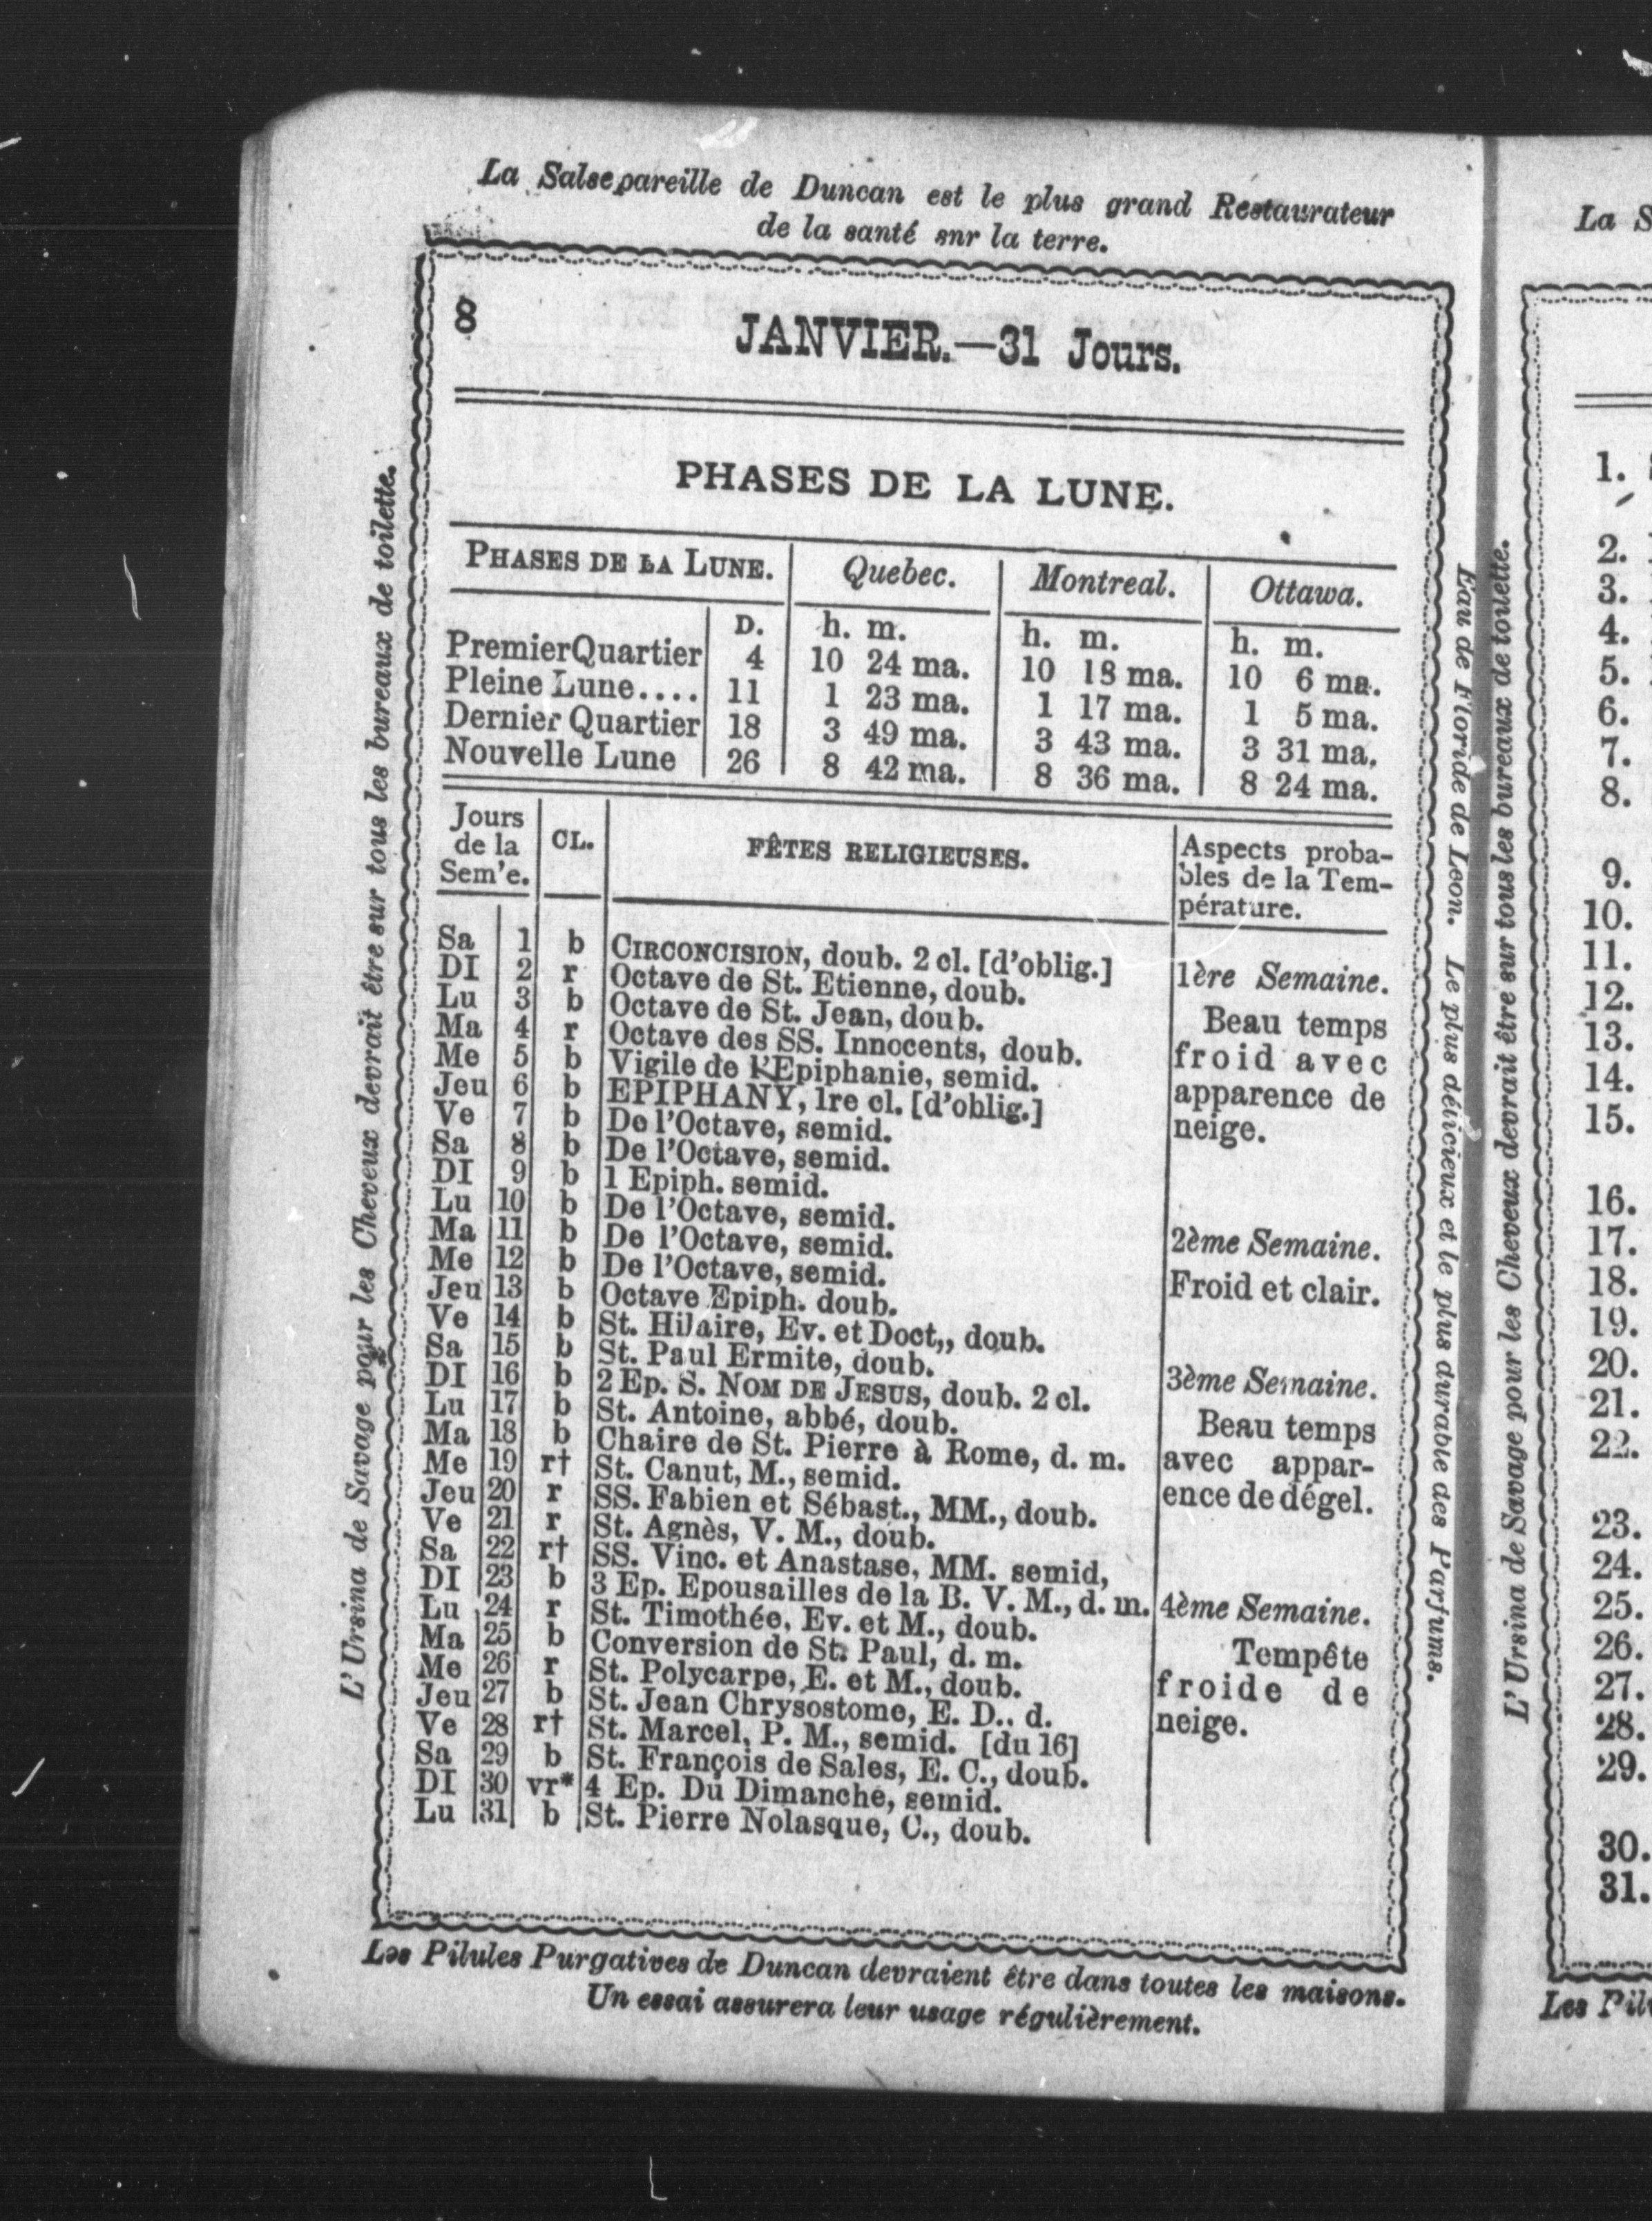 La Salsepareille de Duncan est le plus grand Restaurateur
de la santé snr la terre.
8
JANVIER.—31 Jours.
PHASES DE LA LUNE.
PHASES DE LA LUNE. Quebec. Montreal. Ottawa.
D. h. m. h. m. h. m.
PremierQuartier 4 10 24 ma. 10 18 ma. 10 6 ma.
Pleine Lune.... 11 1 23 ma. 1 17 ma. 1 5 ma.
Dernier Quartier 18 3 49 ma. 3 43 ma. 3 31 ma.
Nouvelle Lune 26 8 42 ma. 8 36 ma. 8 24 ma.
Jours
de la
Sem'e.
CL.
FÊTES RELIGIEUSES.
Aspects proba-
bles de la Tem-
pérature.
Sa 1 b CIRCONCISION, doub. 2 cl. [d'oblig.]
DI 2 r Octave de St. Etienne, doub.
Lu 3 b Octave de St. Jean, doub.
Ma 4 r Octave des SS. Innocents, doub.
Me 5 b Vigile de l'Epiphanie, semid.
Jeu 6 b EPIPHANY, 1re cl. [d'oblig.]
Ve 7 b De l'Octave, semid.
Sa 8 b De l'Octave, semid.
DI 9 b 1 Epiph. semid.
Lu 10 b De l'Octave, semid.
Ma 11 b De l'Octave, semid.
Me 12 b De l'Octave, semid.
Jeu 13 b Octave Epiph. doub.
Ve 14 b St. Hilaire, Ev. et Doct,, doub.
Sa 15 b St. Paul Ermite, doub.
DI 16 b 2 Ep. S. NOM DE JESUS, doub. 2 cl.
Lu 17 b St. Antoine, abbé, doub.
Ma 18 b Chaire de St. Pierre à Rome, d. m.
Me 19 r† St. Canut, M., semid.
Jeu 20 r SS. Fabien et Sébast., MM., doub.
Ve 21 r St. Agnès, V. M., doub.
Sa 22 r† SS. Vinc. et Anastase, MM. semid,
DI 23 b 3 Ep. Epousailles de la B. V. M., d. m.
Lu 24 r St. Timothée, Ev. et M., doub.
Ma 25 b Conversion de St. Paul, d. m.
Me 26 r St. Polycarpe, E. et M., doub.
Jeu 27 b St. Jean Chrysostome, E. D., d.
Ve 28 r† St. Marcel, P. M., semid. [du 16]
Sa 29 b St. François de Sales, E. C., doub.
DI 30 vr* 4 Ep. Du Dimanche, semid.
Lu 31 b St. Pierre Nolasque, C., doub.
1ère Semaine.
Beau temps
froid avec
apparence de
neige.
2ème Semaine.
Froid et clair.
3ème Semaine.
Beau temps
avec appar-
ence de dégel.
4ème Semaine.
Tempête
froide de
neige.
Les Pilules Purgatives de Duncan devraient être dans toutes les maisons.
Un essai assurera leur usage régulièrement.
L'Ursina de Savage pour les Cheveux devrait être sur tous les bureaux de toilette.
Eau de Floride de Leon. Le plus délicieux et le plus durable des Parfums.
L'Ursina de Savage pour les Cheveux devrait être sur tous les bureaux de toilette.
La S
1.
2.
3.
4.
5.
6.
7.
8.
9.
10.
11.
12.
13.
14.
15.
16.
17.
18.
19.
20.
21.
22.
23.
24.
25.
26.
27.
28.
29.
30.
31.
Les Pil